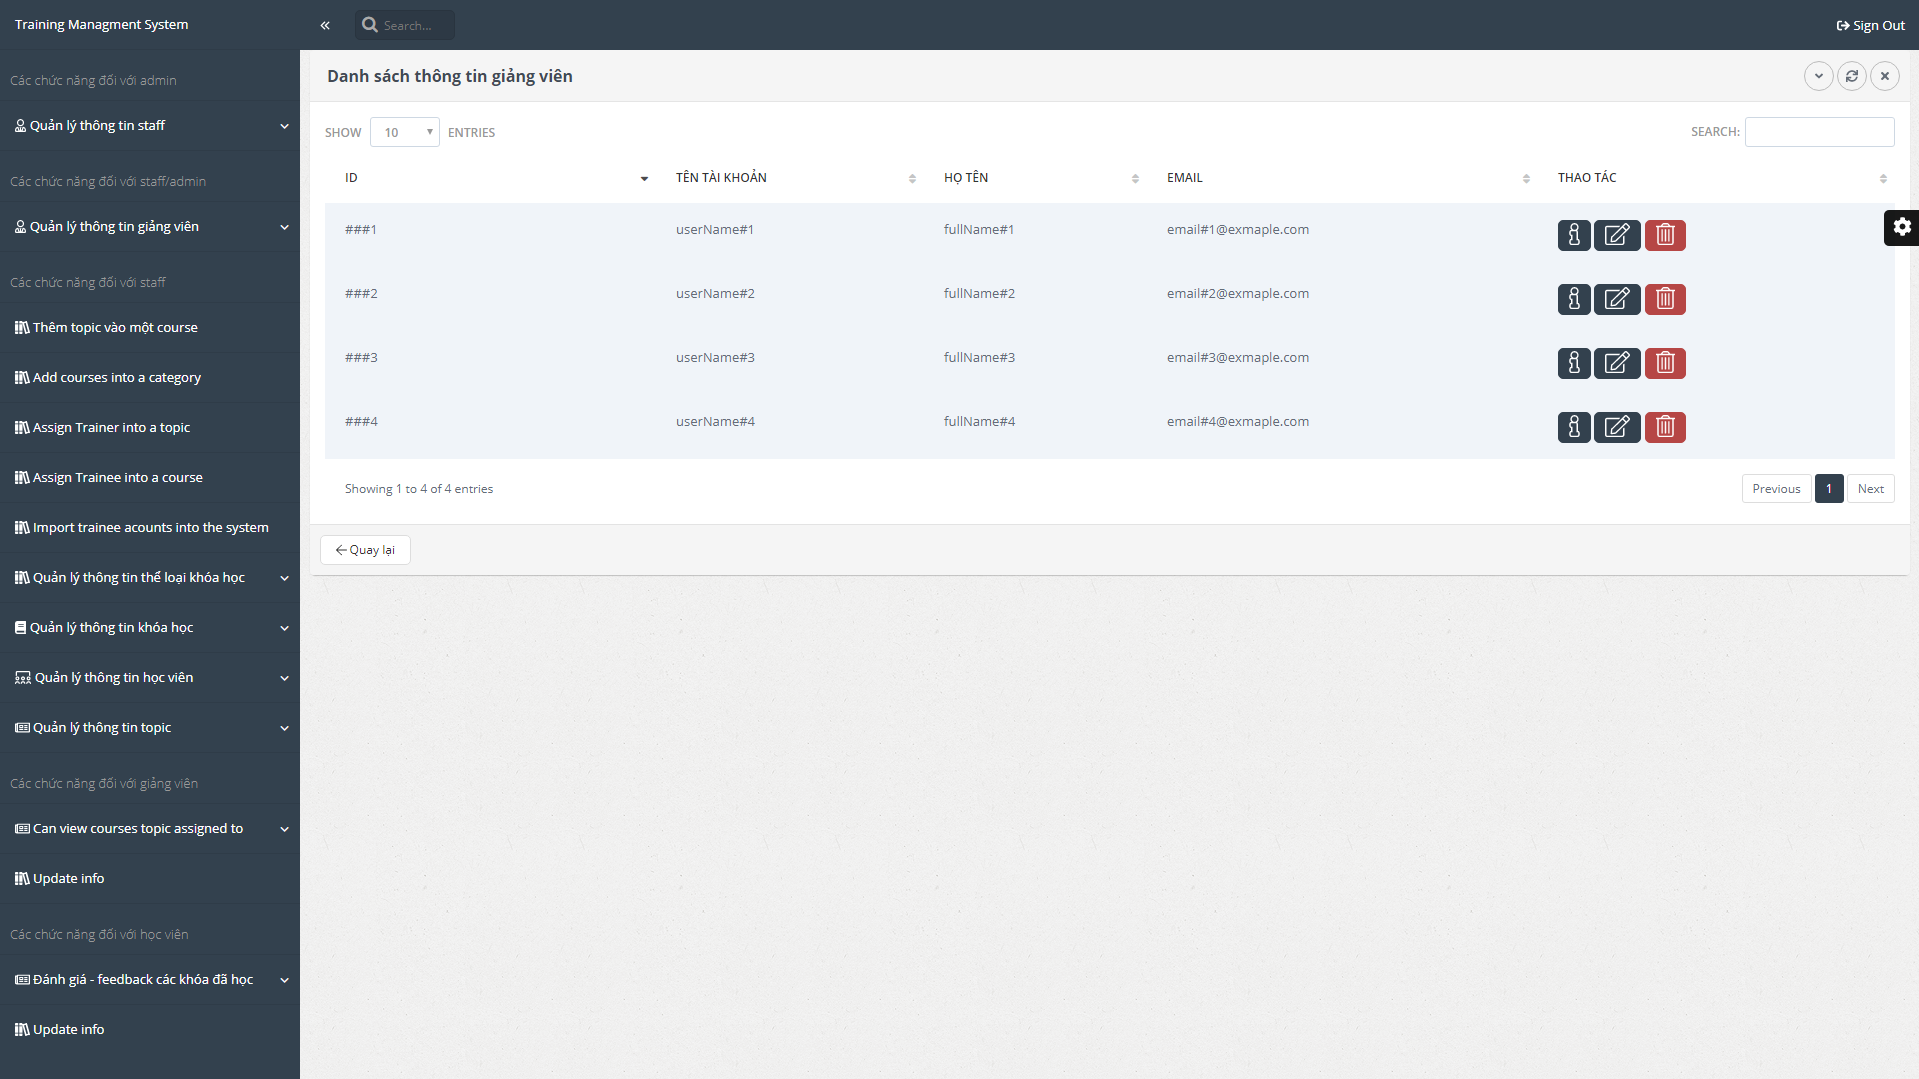 Training Managment System
Search...
Sign Out
Các chức năng đối với admin
Quản lý thông tin staff
Các chức năng đối với staff/admin
Quản lý thông tin giảng viên
Các chức năng đối với staff
Thêm topic vào một course
Add courses into a category
Assign Trainer into a topic
Assign Trainee into a course
Import trainee acounts into the system
Quản lý thông tin thể loại khóa học
Quản lý thông tin khóa học
Quản lý thông tin học viên
Quản lý thông tin topic
Các chức năng đối với giảng viên
Can view courses topic assigned to
Update info
Các chức năng đối với học viên
Đánh giá - feedback các khóa đã học
Update info
Danh sách thông tin giảng viên
SHOW 10 ENTRIES
SEARCH:
ID TÊN TÀI KHOẢN HỌ TÊN EMAIL THAO TÁC
###1 userName#1 fullName#1 email#1@exmaple.com
###2 userName#2 fullName#2 email#2@exmaple.com
###3 userName#3 fullName#3 email#3@exmaple.com
###4 userName#4 fullName#4 email#4@exmaple.com
Showing 1 to 4 of 4 entries
Previous 1 Next
Quay lại